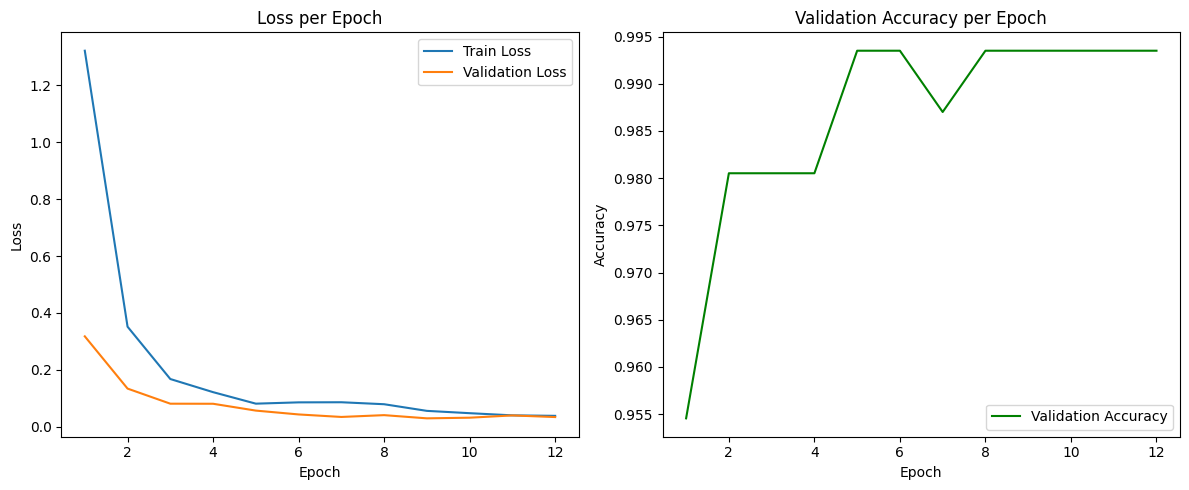 Loss per Epoch
Train Loss
Validation Loss
1.2
1.0
0.8
0.6
0.4
0.2
0.0
Loss
2 4 6 8 10 12
Epoch
Validation Accuracy per Epoch
0.995
0.990
0.985
0.980
0.975
0.970
0.965
0.960
0.955
Accuracy
Validation Accuracy
2 4 6 8 10 12
Epoch